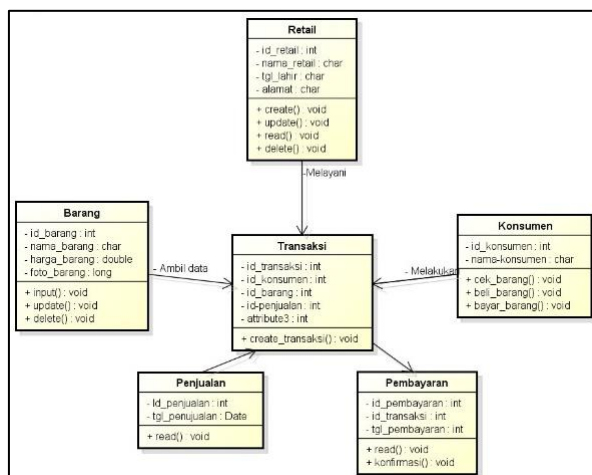 Retail
- id_retail : int
- nama_retail : char
- tgl_lahir : char
- alamat : char
+ create() : void
+ update() : void
+ read() : void
+ delete() : void
-Melayani
Barang
- id_barang : int
- nama_barang : char
- harga_barang : double
- foto_barang : long
+ input() : void
+ update() : void
+ delete() : void
- Ambil data
Transaksi
- id_transaksi : int
- id_konsumen : int
- id_barang : int
- id-penjualan : int
- attribute3 : int
+ create_transaksi() : void
Konsumen
- id_konsumen : int
- nama-konsumen : char
+ cek_barang() : void
+ beli_barang() : void
+ bayar_barang() : void
- Melakukan
Penjualan
- Id_penjualan : int
- tgl_penujualan : Date
+ read() : void
Pembayaran
- id_pembayaran : int
- id_transaksi : int
- tgl_pembayaran : int
+ read() : void
+ konfirmasi() : void